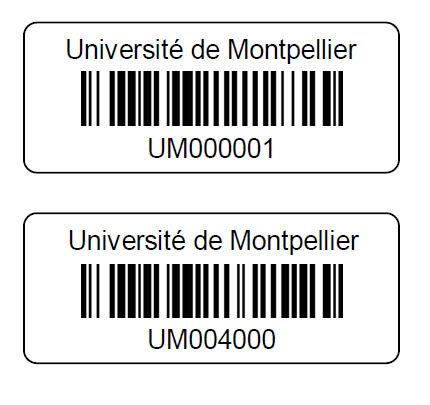 Université de Montpellier
UM000001
Université de Montpellier
UM004000